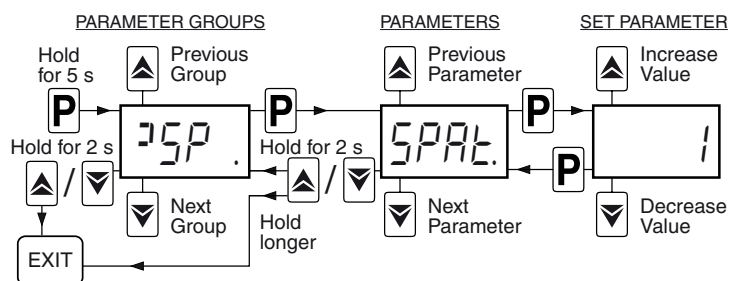 PARAMETER GROUPS
PARAMETERS
SET PARAMETER
Hold
for 5 s
P
Previous
Group
P
Previous
Parameter
P
Increase
Value
SP .
SPAt.
1
Hold for 2 s
/
Hold for 2 s
/
P
Next
Group
Hold
longer
Next
Parameter
Decrease
Value
EXIT